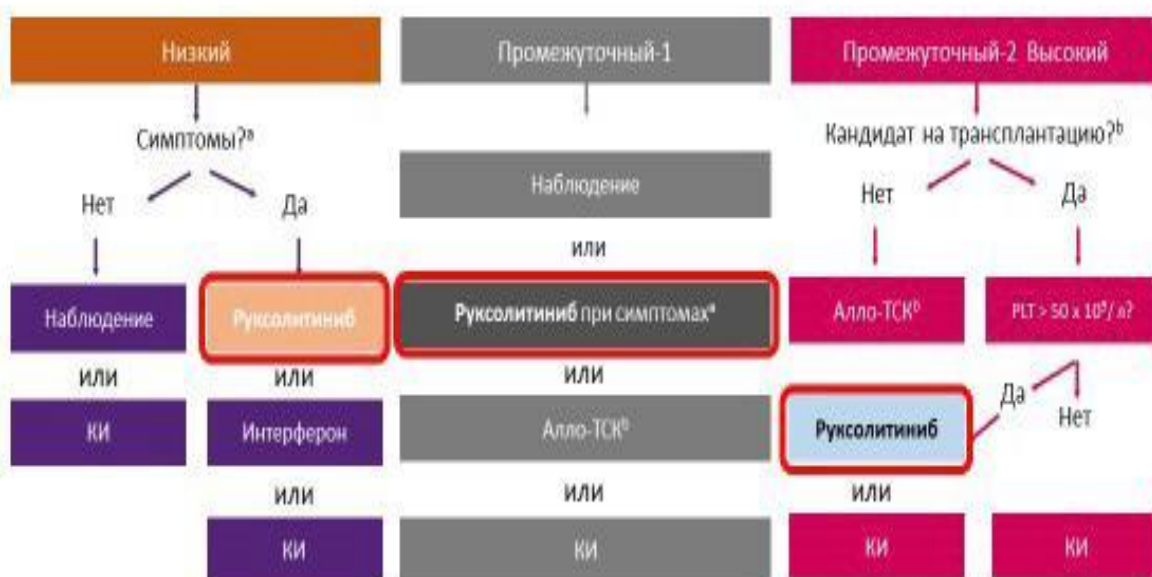 Низкий
Промежуточный-1
Промежуточный-2 Высокий
Симптомы?ᵃ
Кандидат на трансплантацию?ᵇ
Наблюдение
Нет
Да
Нет
Да
или
Наблюдение
Руксолитиниб
Руксолитиниб при симптомахᵃ
Алло-ТСКᵇ
PLT > 50 x 10⁹/ л?
или
или
или
Да
Нет
КИ
Интерферон
Алло-ТСКᵇ
Руксолитиниб
или
или
или
КИ
КИ
КИ
КИ